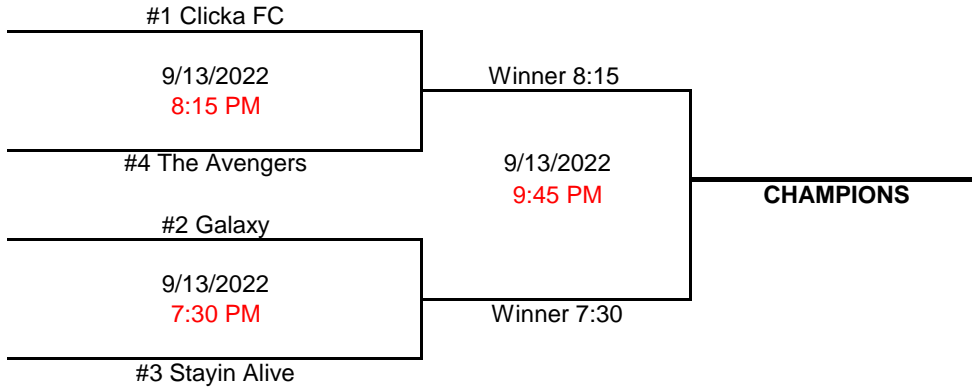 #1 Clicka FC
9/13/2022
8:15 PM
Winner 8:15
#4 The Avengers
9/13/2022
9:45 PM
CHAMPIONS
#2 Galaxy
9/13/2022
7:30 PM
Winner 7:30
#3 Stayin Alive